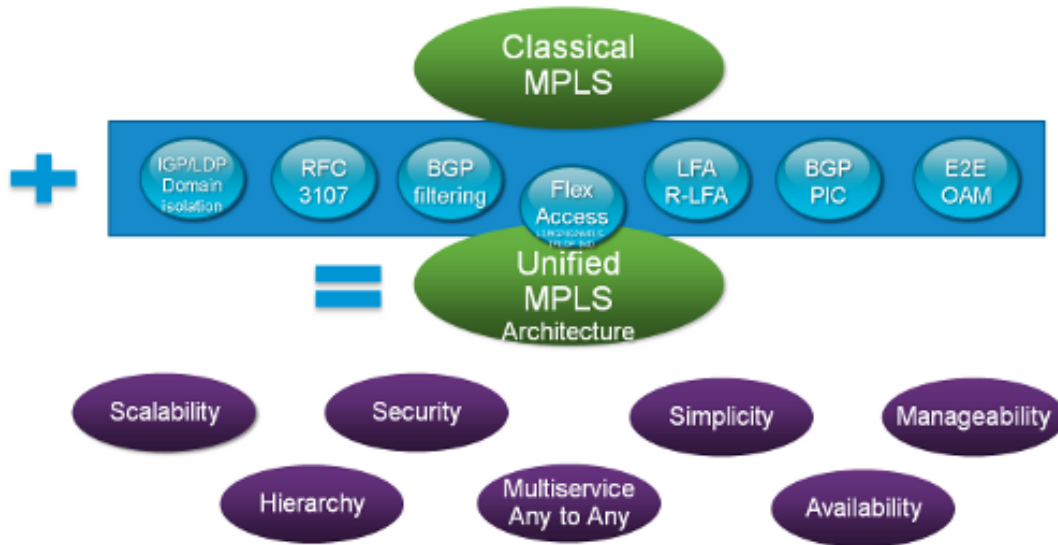 Classical
MPLS
+
IGP/LDP
Domain
isolation
RFC
3107
BGP
filtering
Flex
Access
LFA
R-LFA
BGP
PIC
E2E
OAM
=
Unified
MPLS
Architecture
Scalability
Security
Simplicity
Manageability
Hierarchy
Multiservice
Any to Any
Availability